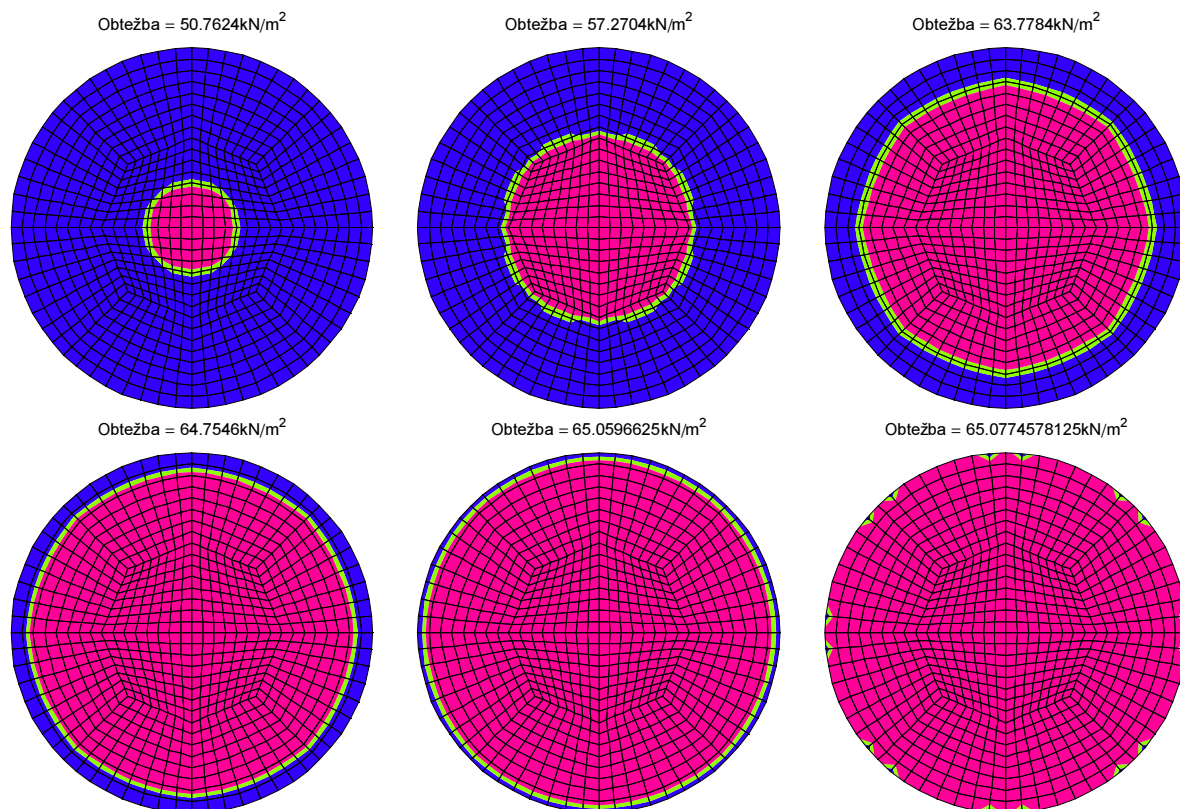 Obtežba = 50.7624kN/m²
Obtežba = 57.2704kN/m²
Obtežba = 63.7784kN/m²
Obtežba = 64.7546kN/m²
Obtežba = 65.0596625kN/m²
Obtežba = 65.0774578125kN/m²